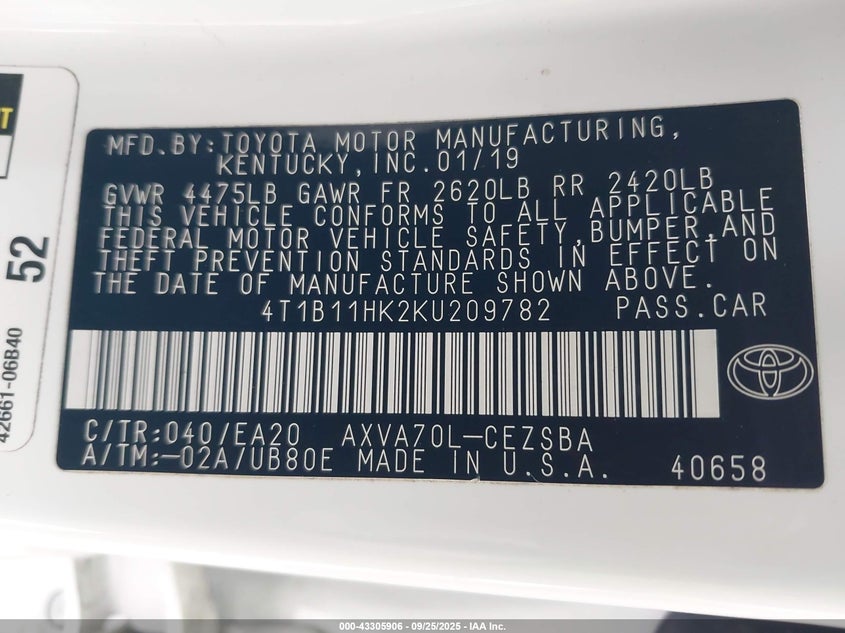 MFD.BY:TOYOTA MOTOR MANUFACTURING,
KENTUCKY,INC.01/19
GVWR 4475LB GAWR FR 2620LB RR 2420LB
THIS VEHICLE CONFORMS TO ALL APPLICABLE
FEDERAL MOTOR VEHICLE SAFETY,BUMPER,AND
THEFT PREVENTION STANDARDS IN EFFECT ON
THE DATE OF MANUFACTURE SHOWN ABOVE.
4T1B11HK2KU209782 PASS.CAR
C/TR:040/EA20 AXVA70L-CEZSBA
A/TM:-02A/UB80E MADE IN U.S.A. 40658
52
42661-06B40
000-43305906 - 09/25/2025 - IAA Inc.